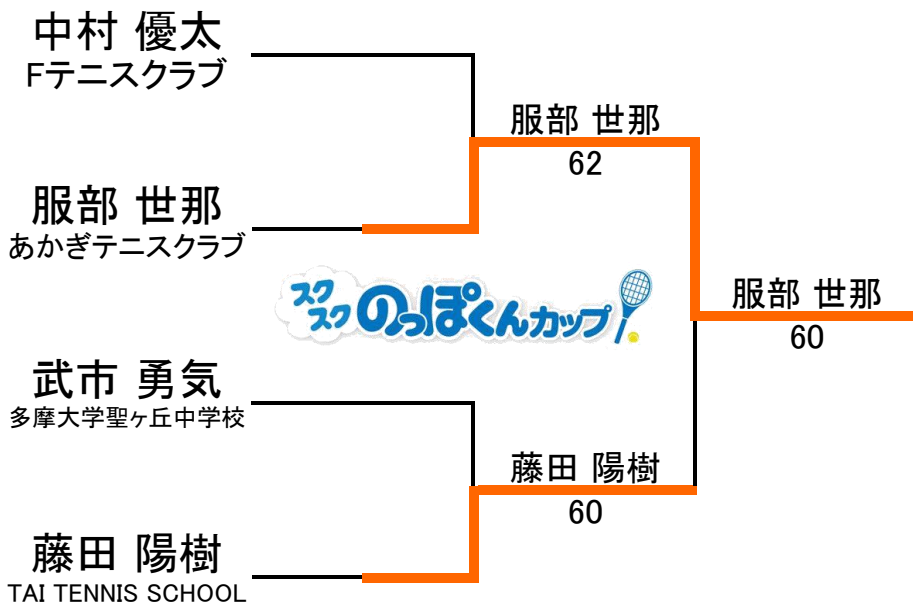 中村 優太
Fテニスクラブ
服部 世那
62
服部 世那
あかぎテニスクラブ
スク
スク
のっぽくんカップ
服部 世那
60
武市 勇気
多摩大学聖ヶ丘中学校
藤田 陽樹
60
藤田 陽樹
TAI TENNIS SCHOOL